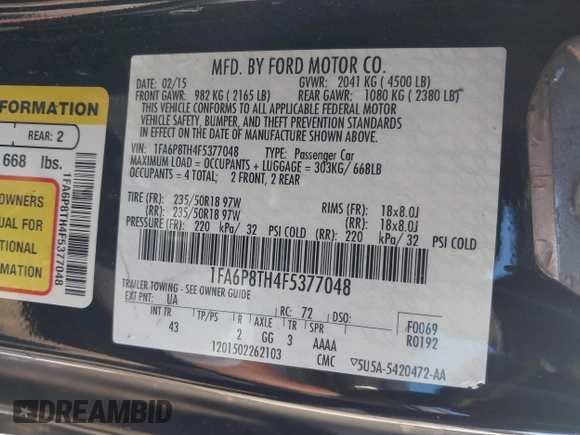 MFD. BY FORD MOTOR CO.
DATE: 02/15 GVWR: 2041 KG (4500 LB)
FRONT GAWR: 982 KG (2165 LB) REAR GAWR: 1080 KG (2380 LB)
THIS VEHICLE CONFORMS TO ALL APPLICABLE FEDERAL MOTOR
VEHICLE SAFETY, BUMPER, AND THEFT PREVENTION STANDARDS
IN EFFECT ON THE DATE OF MANUFACTURE SHOWN ABOVE.
VIN: 1FA6P8TH4F5377048 TYPE: Passenger Car
MAXIMUM LOAD = OCCUPANTS + LUGGAGE = 303KG/ 668LB
OCCUPANTS = 4 TOTAL; 2 FRONT, 2 REAR
TIRE (FR): 235/50R18 97W RIMS (FR): 18x8.0J
(RR): 235/50R18 97W (RR): 18x8.0J
PRESSURE (FR): 220 kPa/ 32 PSI COLD (RR): 220 kPa/ 32 PSI COLD
1FA6P8TH4F5377048
TRAILER TOWING - SEE OWNER GUIDE
EXT PNT: UA RC: 72 DSO:
INT TR TP/PS R AXLE TR SPR
43 2 GG 3 AAAA
F0069
R0192
1201502262103 CMC 5U5A-5420472-AA
FORMATION
REAR: 2
668 lbs.
1FA6P8TH4F5377048
OWNERS
UAL FOR
TIONAL
MATION
DREAMBID